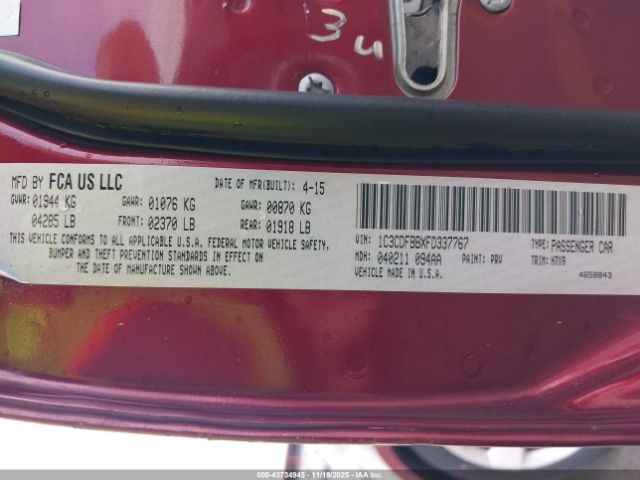 34
MFD BY FCA US LLC DATE OF MFR(BUILT): 4-15
GVWR: 01944 KG GAWR: 01076 KG GAWR: 00870 KG
04285 LB FRONT: 02370 LB REAR: 01918 LB
THIS VEHICLE CONFORMS TO ALL APPLICABLE U.S.A. FEDERAL MOTOR VEHICLE SAFETY,
BUMPER AND THEFT PREVENTION STANDARDS IN EFFECT ON
THE DATE OF MANUFACTURE SHOWN ABOVE.
VIN: 1C3CDFBBXFD337767 TYPE: PASSENGER CAR
MDH: 040211 094AA PAINT: PRV TRIM: H7X9
VEHICLE MADE IN U.S.A. 4658843
000-43734945 - 11/19/2025 - IAAHOLDINGS.COM